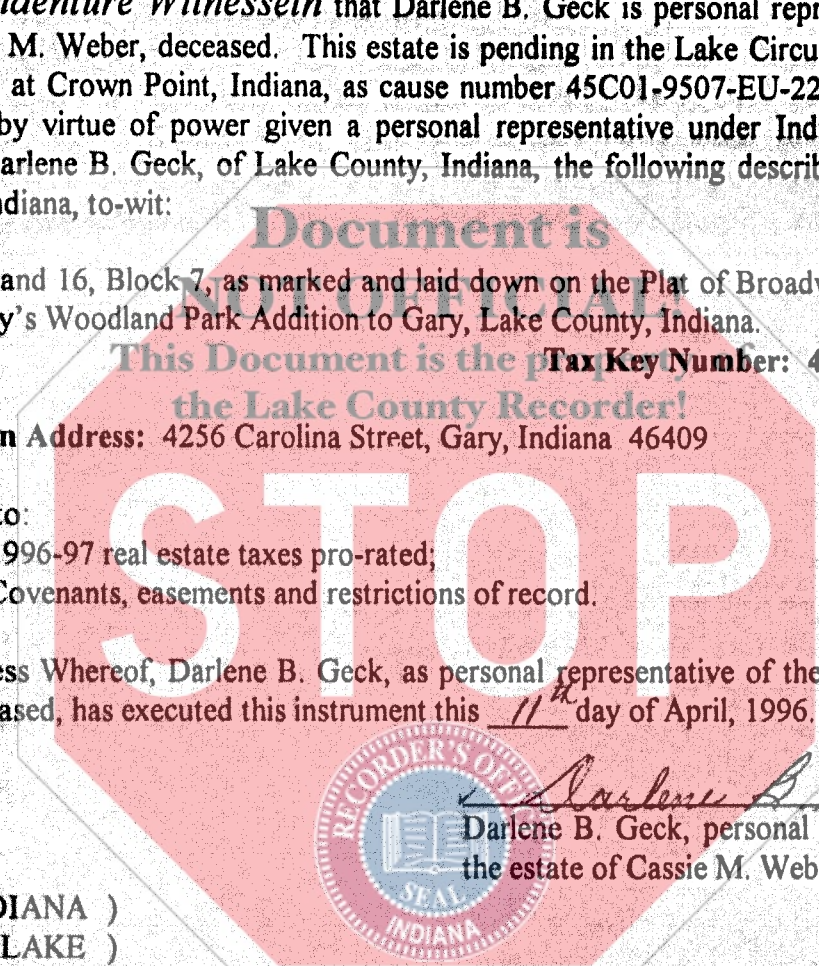 Indenture Witnesseth that Darlene B. Geck is personal repr
M. Weber, deceased. This estate is pending in the Lake Circu
at Crown Point, Indiana, as cause number 45C01-9507-EU-22
by virtue of power given a personal representative under Ind
arlene B. Geck, of Lake County, Indiana, the following describ
ndiana, to-wit:
Document is
and 16, Block 7, as marked and laid down on the Plat of Broadw
NOT OFFICIAL!
y's Woodland Park Addition to Gary, Lake County, Indiana.
This Document is the property of
Tax Key Number: 4
the Lake County Recorder!
n Address: 4256 Carolina Street, Gary, Indiana 46409
STOP
to:
996-97 real estate taxes pro-rated;
Covenants, easements and restrictions of record.
ess Whereof, Darlene B. Geck, as personal representative of the
ased, has executed this instrument this 11th day of April, 1996.
RECORDER'S OFFIC
Darlene B
Darlene B. Geck, personal
the estate of Cassie M. Web
SEAL
INDIANA
DIANA )
LAKE )